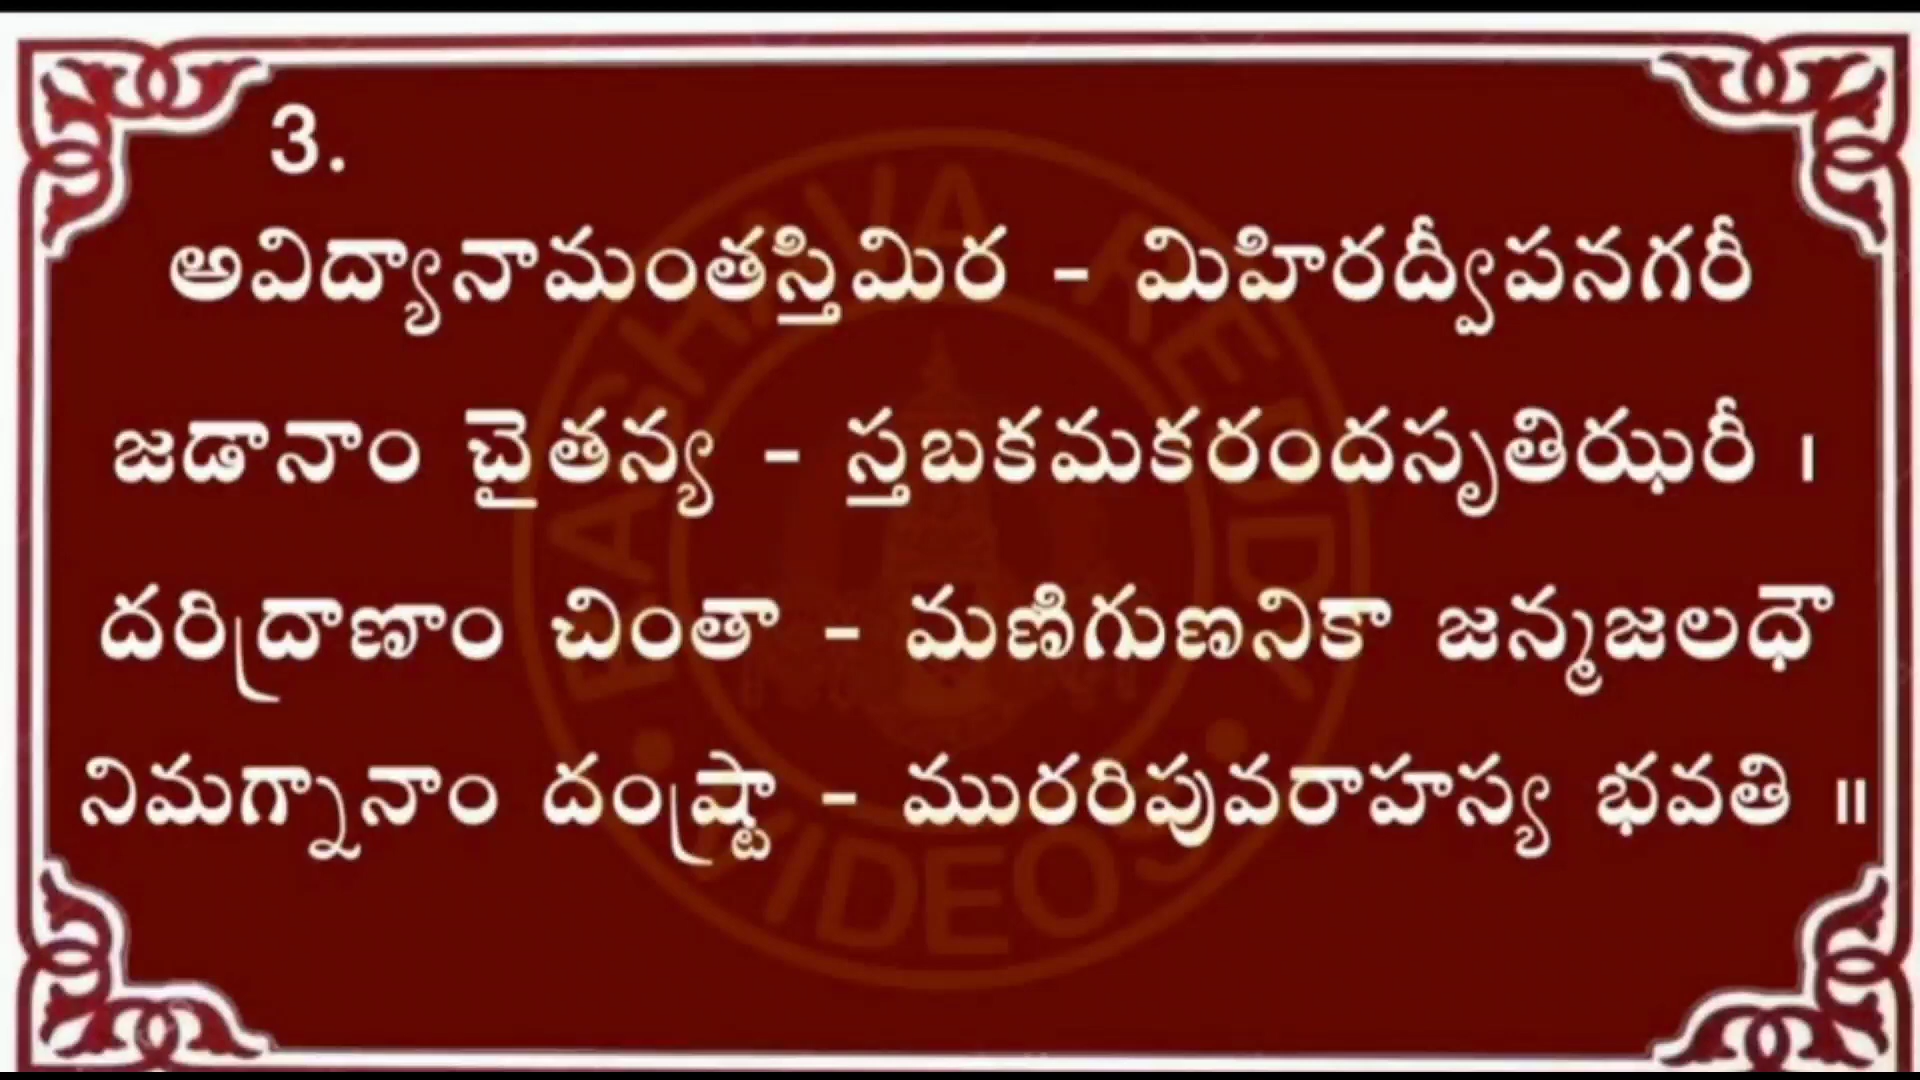 3.
అవిద్యానామంతస్తిమిర - మిహిరద్వీపనగరీ
జడానాం చైతన్య - స్తబకమకరందసృతిఝరీ ।
దరిద్రాణాం చింతా - మణిగుణనికా జన్మజలధౌ
నిమగ్నానాం దంష్ట్రా - మురరిపువరాహస్య భవతి ॥